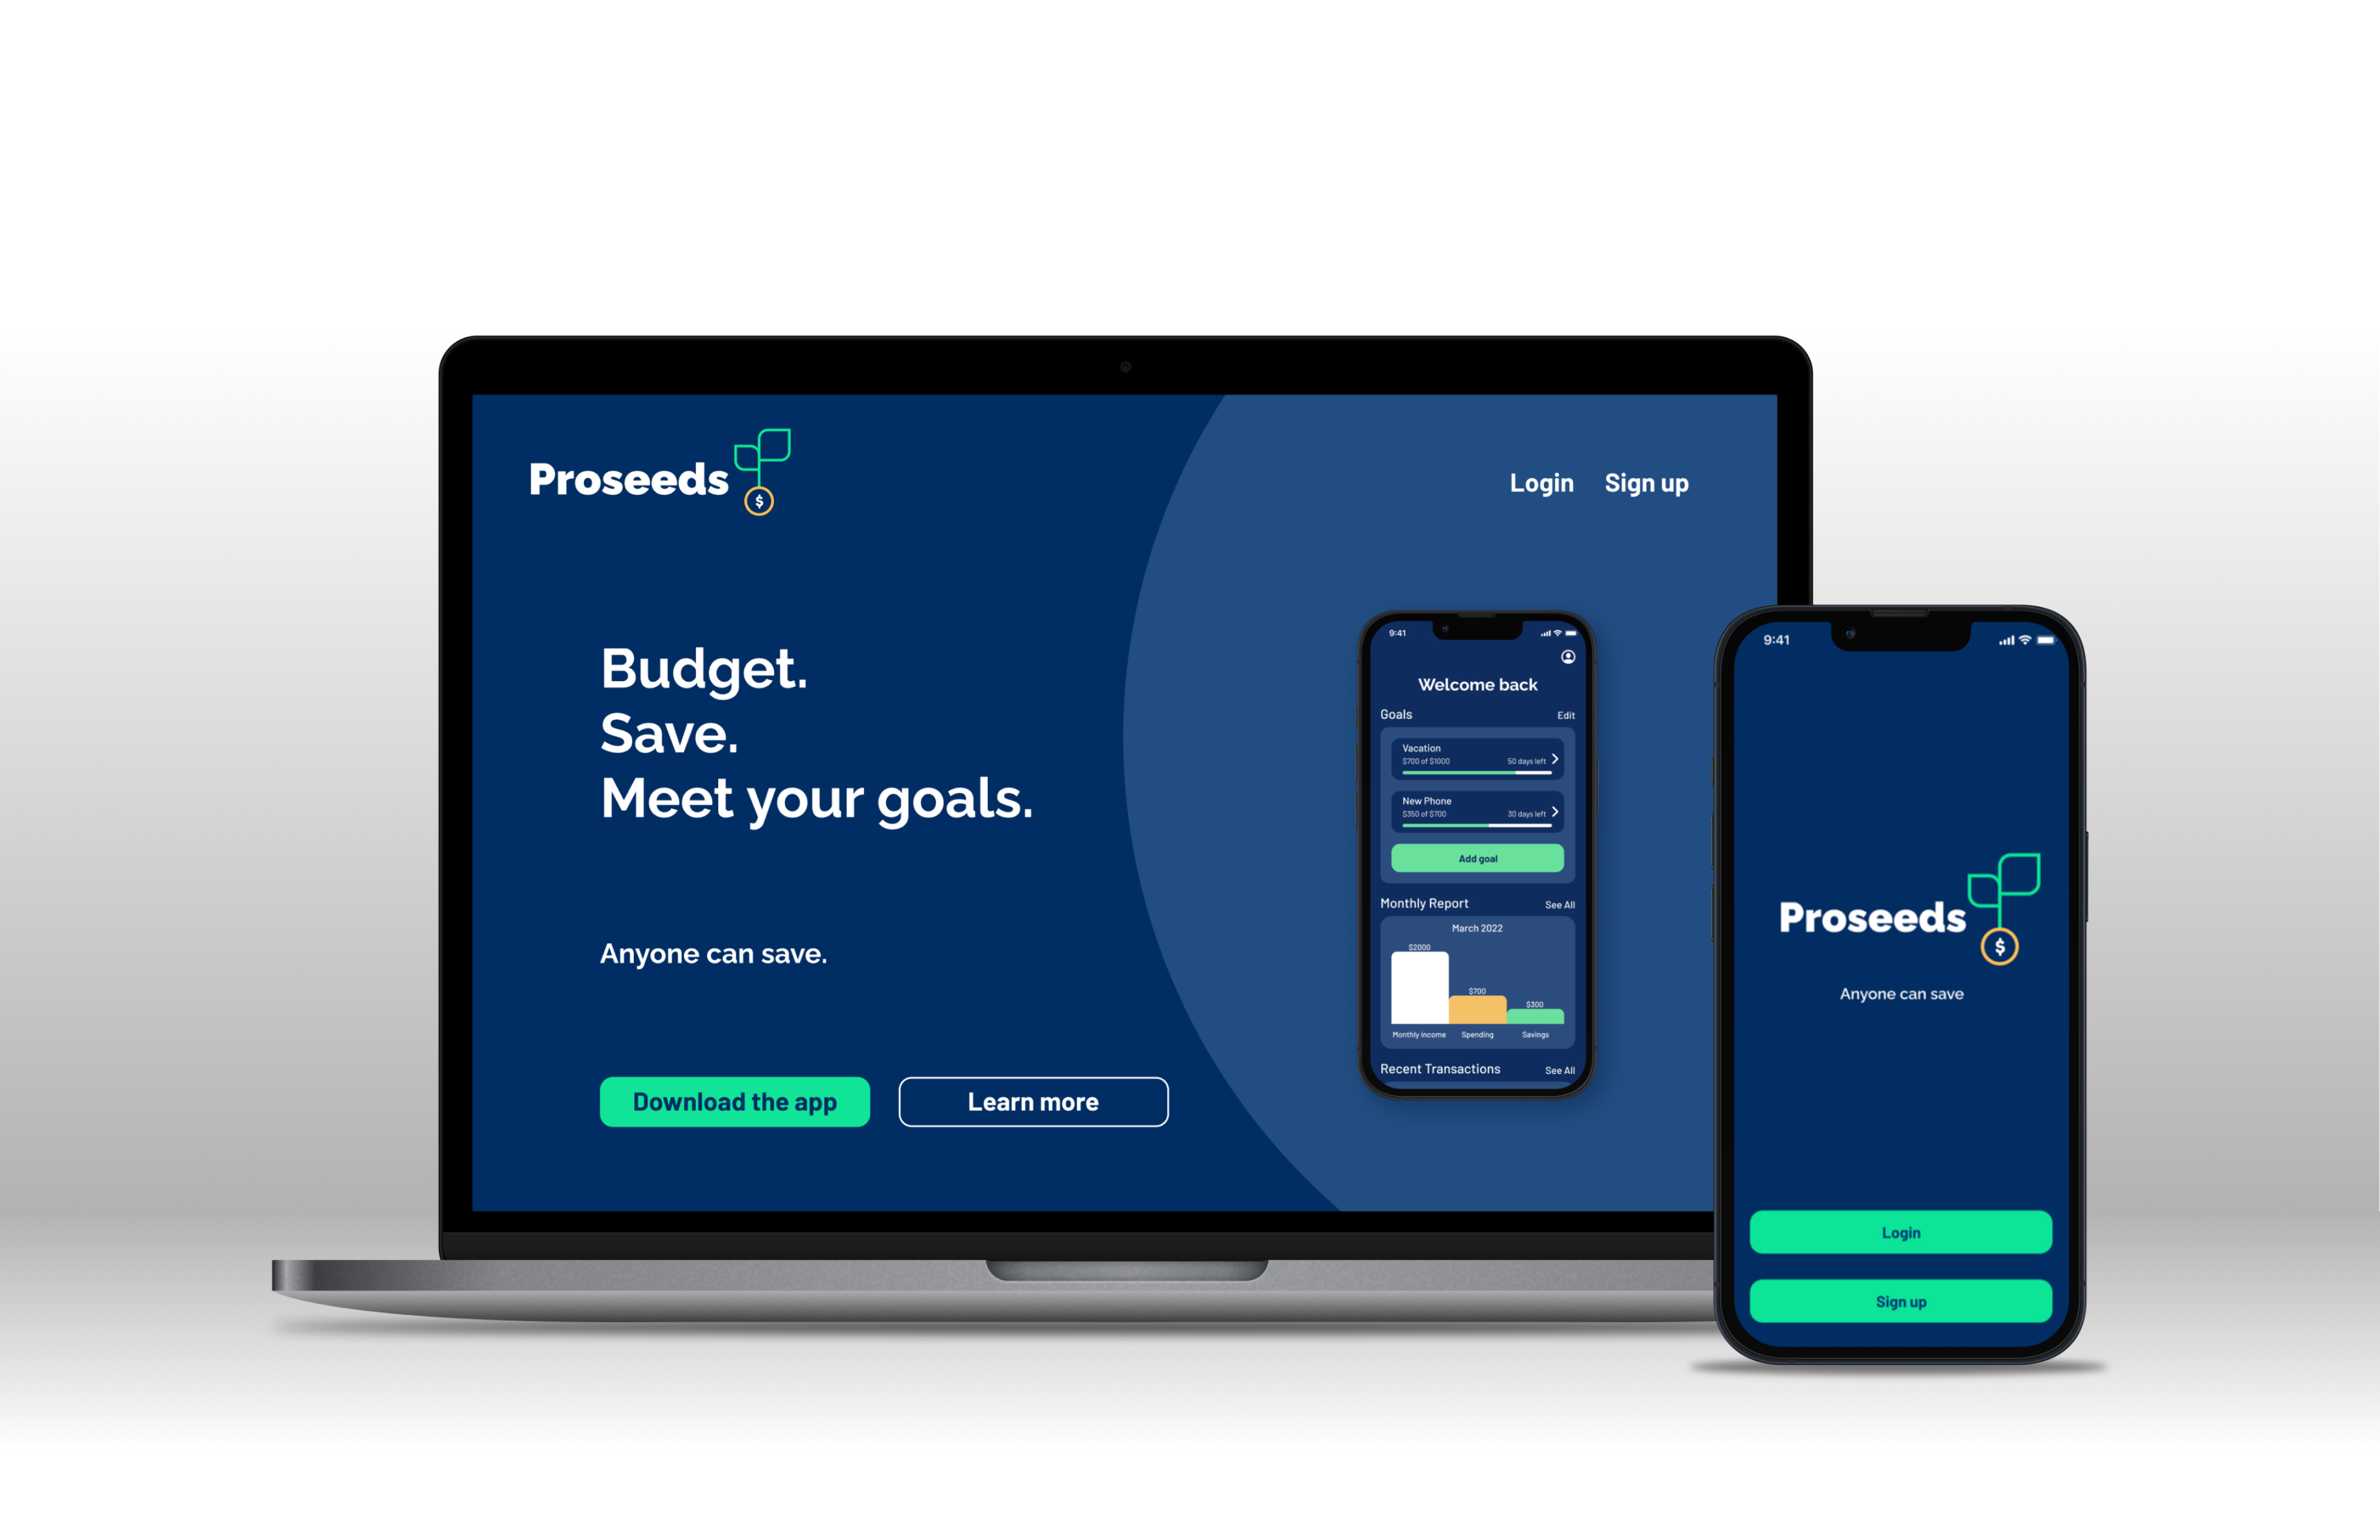 Proseeds
$
Login Sign up
Budget.
Save.
Meet your goals.
Anyone can save.
Download the app
Learn more
9:41
Welcome back
Goals Edit
Vacation
$700 of $1000 50 days left
New Phone
$350 of $700 30 days left
Add goal
Monthly Report See All
March 2022
$2000
$700
$300
Monthly income Spending Savings
Recent Transactions See All
9:41
Proseeds
$
Anyone can save
Login
Sign up